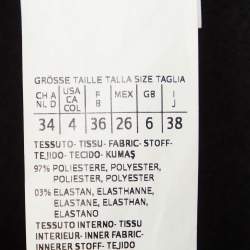 GRÖSSE TAILLE TALLA SIZE TAGLIA
CH A USA F MEX GB I
NL D CA B J
COL
34 4 36 26 6 38
TESSUTO- TISSU- FABRIC- STOFF-
TEJIDO- TECIDO- KUMAŞ
97% POLIESTERE, POLYESTER,
POLIESTER, POLYESTER
03% ELASTAN, ELASTHANNE,
ELASTANE, ELASTHAN,
ELASTANO
TESSUTO INTERNO- TISSU
INTERIEUR- INNER FABRIC-
INNERER STOFF- TEJIDO